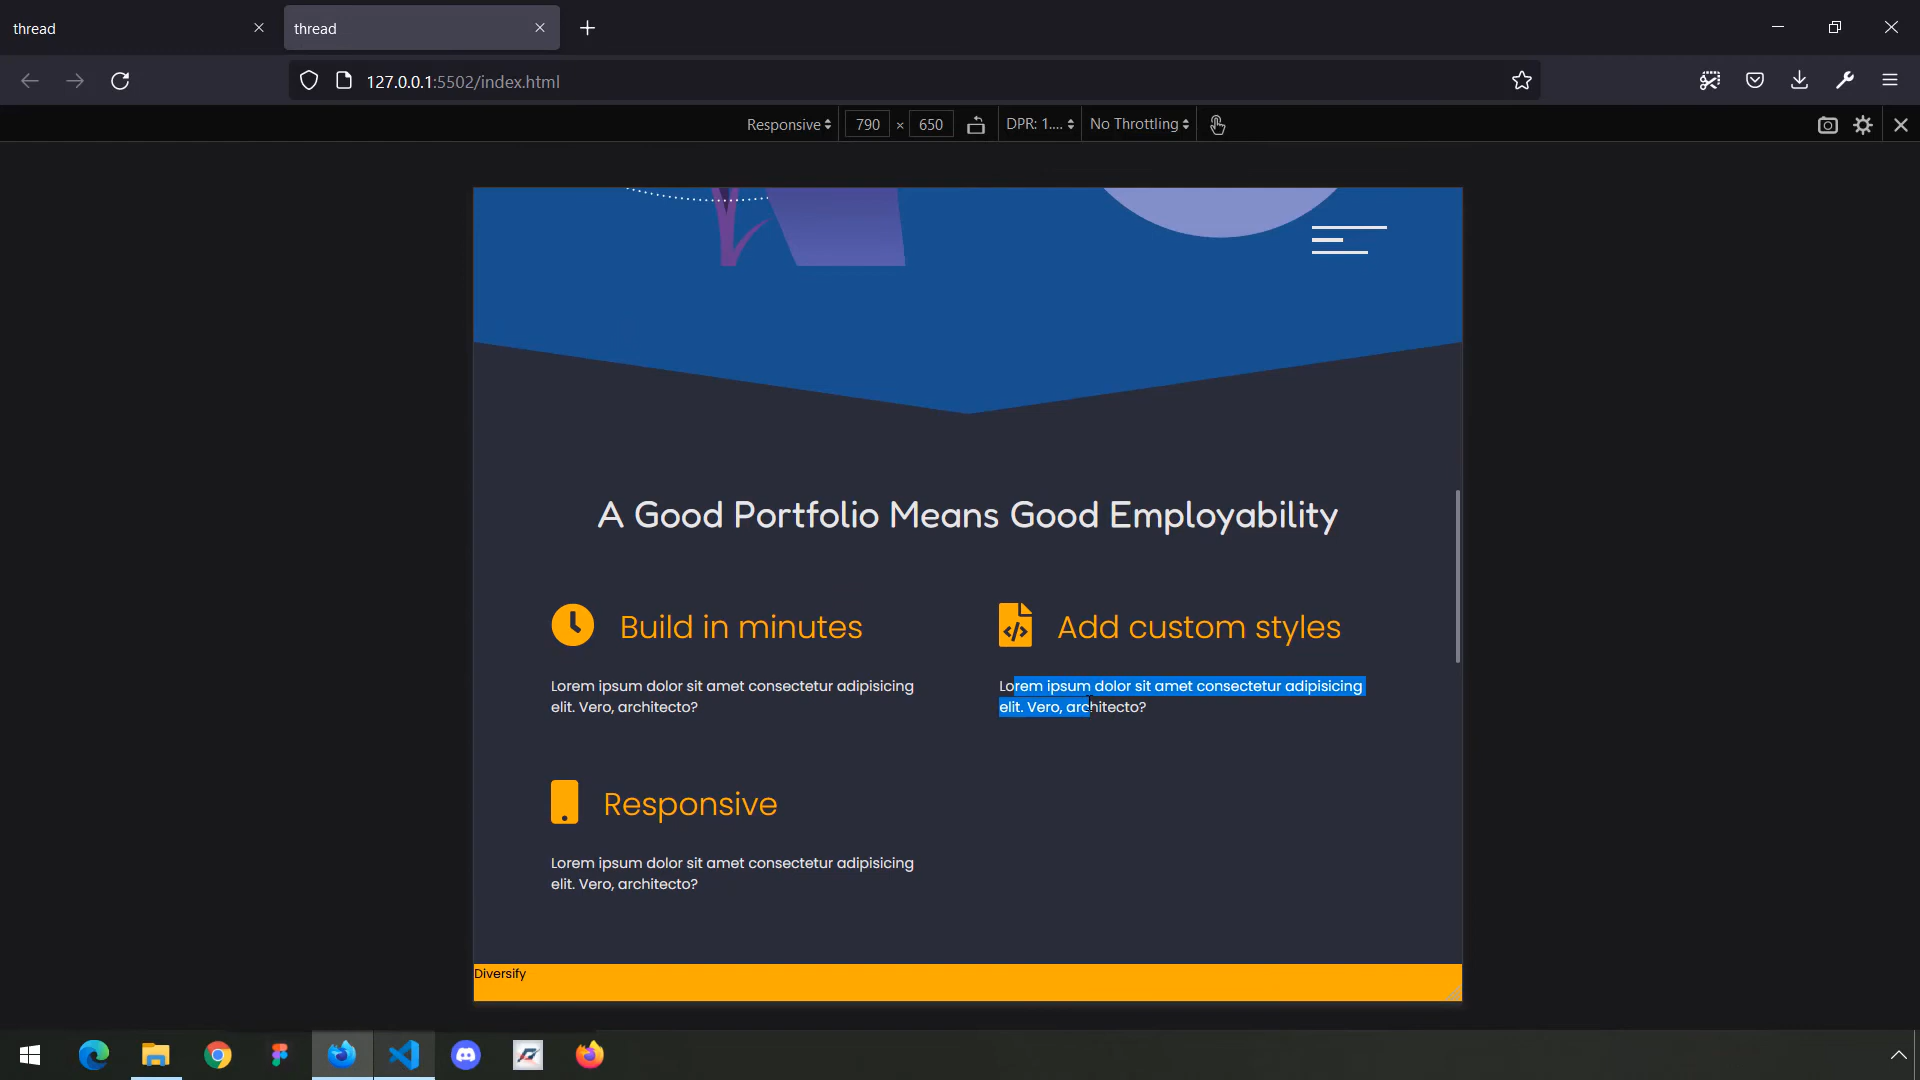 thread
thread
127.0.0.1:5502/index.html
Responsive 790 × 650 DPR: 1.... No Throttling
A Good Portfolio Means Good Employability
Build in minutes
Lorem ipsum dolor sit amet consectetur adipisicing
elit. Vero, architecto?
Add custom styles
Lorem ipsum dolor sit amet consectetur adipisicing
elit. Vero, architecto?
Responsive
Lorem ipsum dolor sit amet consectetur adipisicing
elit. Vero, architecto?
Diversify